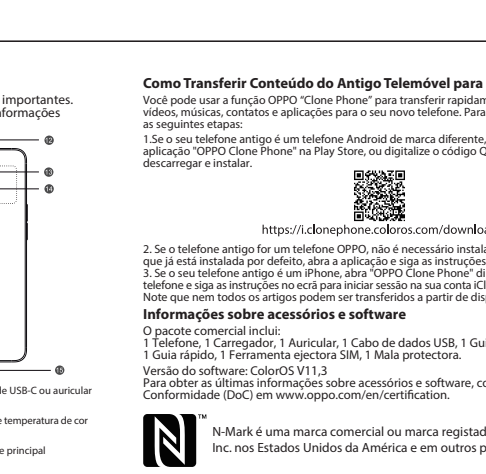 importantes.
nformações
⑫
⑬
⑭
⑮
de USB-C ou auricular
e temperatura de cor
e principal
Como Transferir Conteúdo do Antigo Telemóvel para
Você pode usar a função OPPO “Clone Phone” para transferir rapidam
vídeos, músicas, contatos e aplicações para o seu novo telefone. Para
as seguintes etapas:
1.Se o seu telefone antigo é um telefone Android de marca diferente,
aplicação "OPPO Clone Phone" na Play Store, ou digitalize o código Q
descarregar e instalar.
https://i.clonephone.coloros.com/downloa
2. Se o telefone antigo for um telefone OPPO, não é necessário instala
que já está instalada por defeito, abra a aplicação e siga as instruções
3. Se o seu telefone antigo é um iPhone, abra "OPPO Clone Phone" di
telefone e siga as instruções no ecrã para iniciar sessão na sua conta iCl
Note que nem todos os artigos podem ser transferidos a partir de disp
Informações sobre acessórios e software
O pacote comercial inclui:
1 Telefone, 1 Carregador, 1 Auricular, 1 Cabo de dados USB, 1 Gui
1 Guia rápido, 1 Ferramenta ejectora SIM, 1 Mala protectora.
Versão do software: ColorOS V11,3
Para obter as últimas informações sobre acessórios e software, co
Conformidade (DoC) em www.oppo.com/en/certification.
™
N-Mark é uma marca comercial ou marca registad
Inc. nos Estados Unidos da América e em outros p